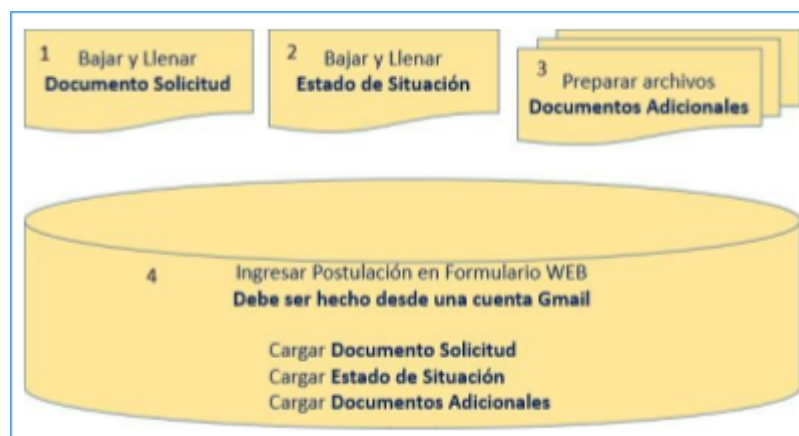 1 Bajar y Llenar
Documento Solicitud
2 Bajar y Llenar
Estado de Situación
3 Preparar archivos
Documentos Adicionales
4 Ingresar Postulación en Formulario WEB
Debe ser hecho desde una cuenta Gmail
Cargar Documento Solicitud
Cargar Estado de Situación
Cargar Documentos Adicionales